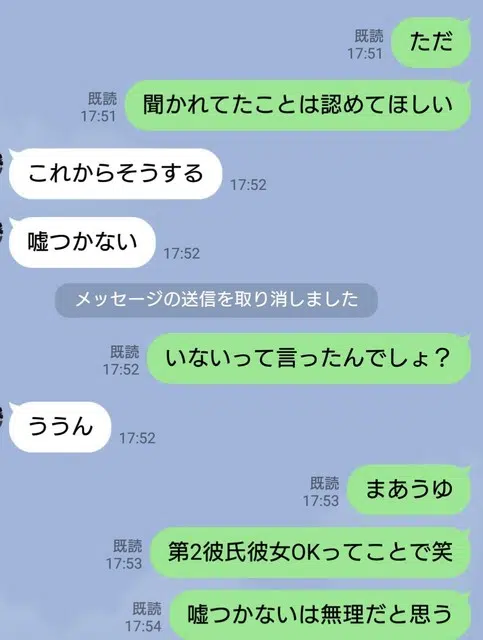 既読
17:51
ただ
既読
17:51
聞かれてたことは認めてほしい
これからそうする
17:52
嘘つかない
17:52
メッセージの送信を取り消しました
既読
17:52
いないって言ったんでしょ？
ううん
17:52
既読
17:53
まあうゆ
既読
17:53
第2彼氏彼女OKってことで笑
既読
17:54
嘘つかないは無理だと思う